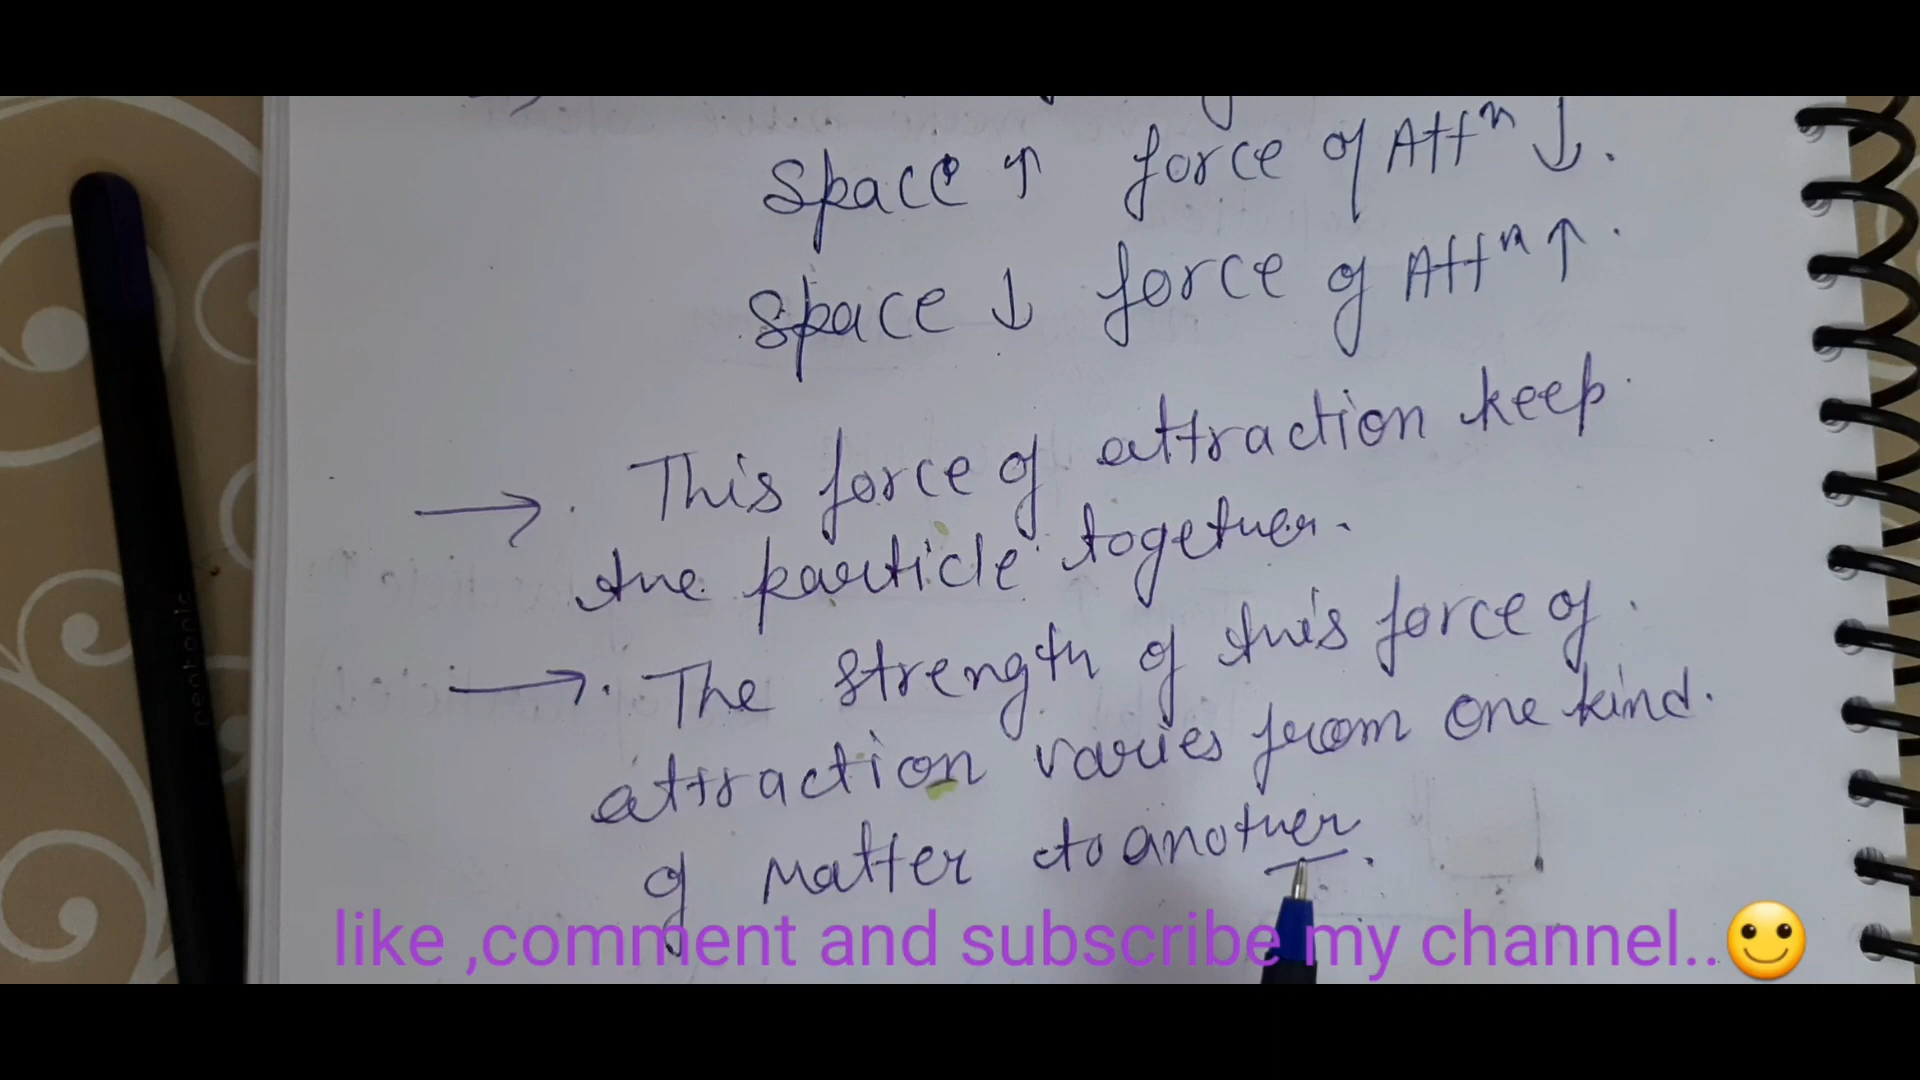 Space ↑ force of Attⁿ ↓.
Space ↓ force of Attⁿ ↑.
→ This force of attraction keep
the particle together.
→ The strength of this force of
attraction varies from one kind
of Matter to another.
like ,comment and subscribe my channel..🙂
pentonic